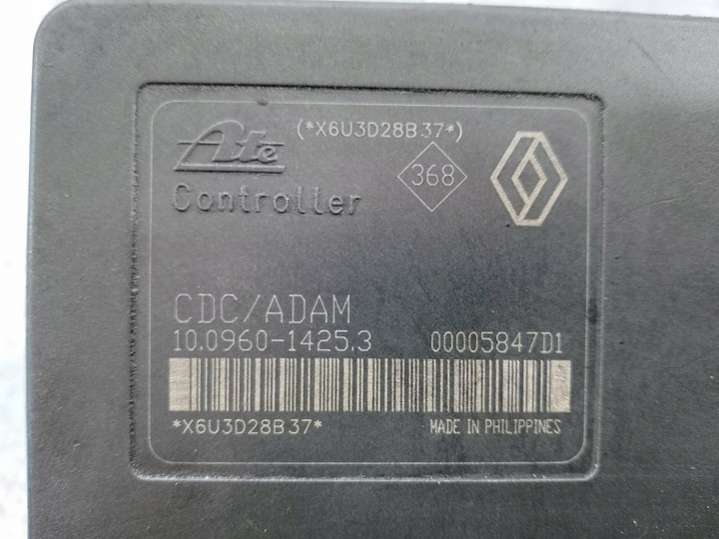 (*X6U3D28B37*)
Ate
368
Controller
CDC/ADAM
10.0960-1425.3 00005847D1
*X6U3D28B37* MADE IN PHILIPPINES